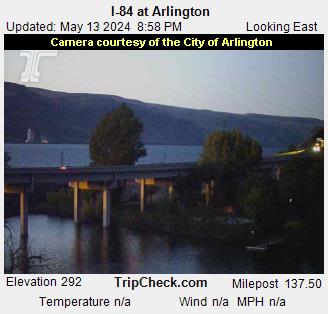 I-84 at Arlington
Updated: May 13 2024 8:58 PM Looking East
Camera courtesy of the City of Arlington
Elevation 292 TripCheck.com Milepost 137.50
Temperature n/a Wind n/a MPH n/a